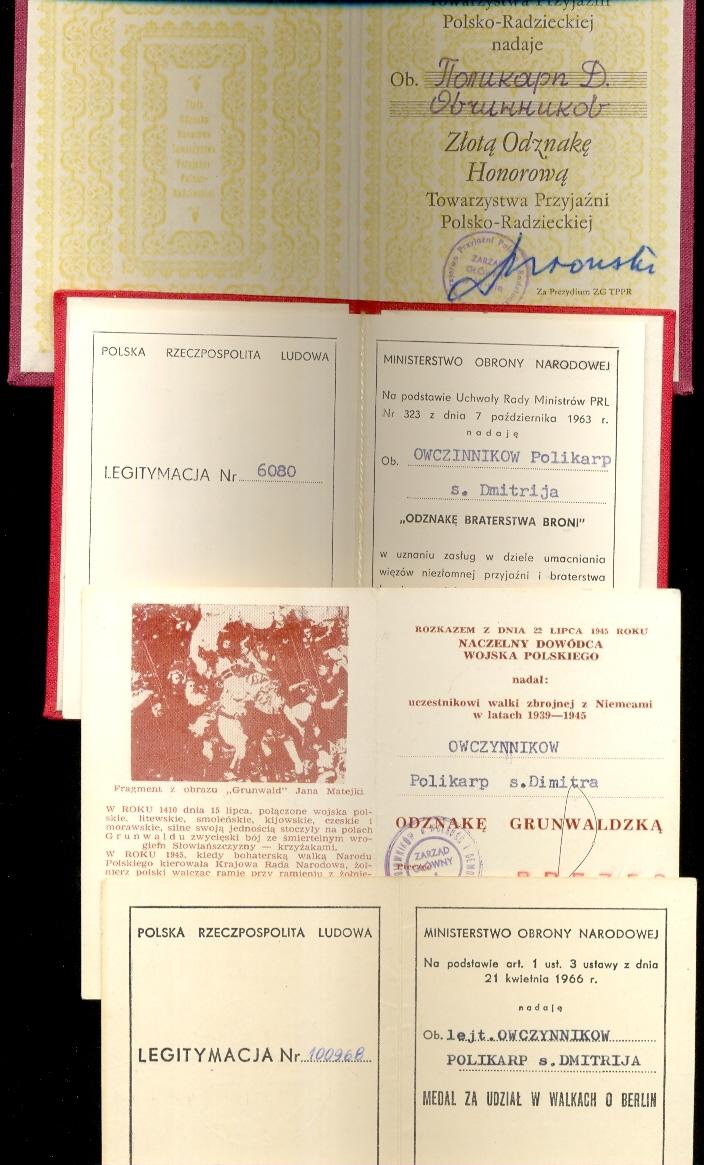 Towarzystwa Przyjaźni
Polsko-Radzieckiej
nadaje
Ob. Поликарп Д.
Овчинников
Złotą Odznakę
Honorową
Towarzystwa Przyjaźni
Polsko-Radzieckiej
ZARZĄD
Za Prezydium ZG TPPR
POLSKA RZECZPOSPOLITA LUDOWA
LEGITYMACJA Nr 6080
MINISTERSTWO OBRONY NARODOWEJ
Na podstawie Uchwały Rady Ministrów PRL
Nr 323 z dnia 7 października 1963 r.
nadaję
Ob. OWCZINNIKOW Polikarp
s. Dmitrija
„ODZNAKĘ BRATERSTWA BRONI”
w uznaniu zasług w dziele umacniania
więzów niezłomnej przyjaźni i braterstwa
Fragment z obrazu „Grunwald” Jana Matejki
W ROKU 1410 dnia 15 lipca, połączone wojska pol-
skie, litewskie, smoleńskie, kijowskie, czeskie i
morawskie, silne swoją jednością stoczyły na polach
Grunwaldu zwycięski bój ze śmiertelnym wro-
giem Słowiańszczyzny — krzyżakami.
W ROKU 1945, kiedy bohaterską walką Narodu
Polskiego kierowała Krajowa Rada Narodowa, żoł-
nierz polski walcząc ramię przy ramieniu z żołnie-
ROZKAZEM Z DNIA 22 LIPCA 1945 ROKU
NACZELNY DOWÓDCA
WOJSKA POLSKIEGO
nadał:
uczestnikowi walki zbrojnej z Niemcami
w latach 1939—1945
OWCZYNNIKOW
Polikarp s.Dimitra
ODZNAKĘ GRUNWALDZKĄ
ZARZĄD
GŁÓWNY
POLSKA RZECZPOSPOLITA LUDOWA
LEGITYMACJA Nr 100968
MINISTERSTWO OBRONY NARODOWEJ
Na podstawie art. 1 ust. 3 ustawy z dnia
21 kwietnia 1966 r.
nadaję
Ob. lejt.OWCZYNNIKOW
POLIKARP s.DMITRIJA
MEDAL ZA UDZIAŁ W WALKACH O BERLIN